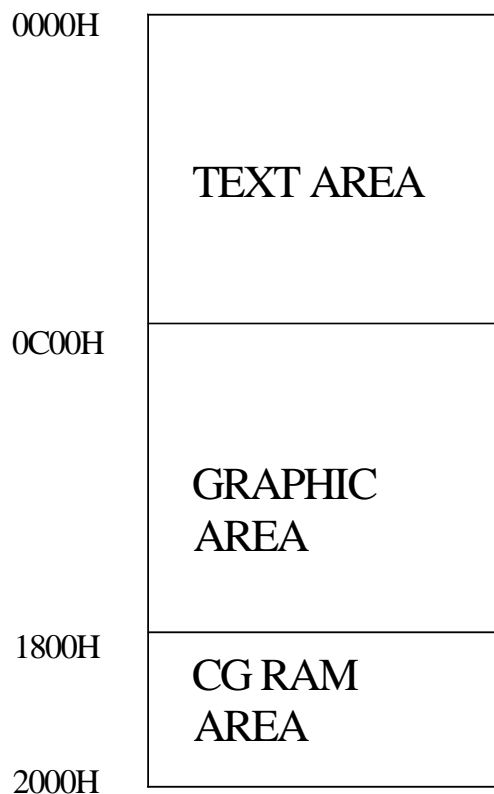 0000H
TEXT AREA
0C00H
GRAPHIC
AREA
1800H
CG RAM
AREA
2000H